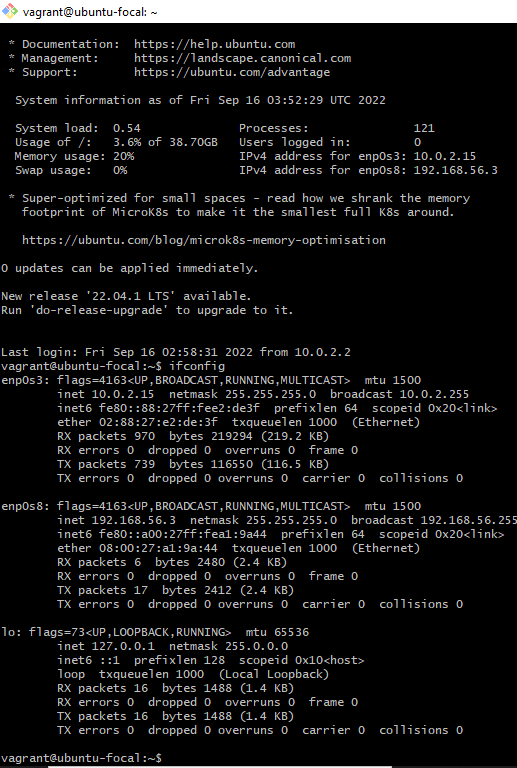 vagrant@ubuntu-focal: ~
* Documentation:  https://help.ubuntu.com
* Management:     https://landscape.canonical.com
* Support:        https://ubuntu.com/advantage
System information as of Fri Sep 16 03:52:29 UTC 2022
System load:  0.54               Processes:               121
Usage of /:   3.6% of 38.70GB   Users logged in:         0
Memory usage: 20%                IPv4 address for enp0s3: 10.0.2.15
Swap usage:   0%                 IPv4 address for enp0s8: 192.168.56.3
* Super-optimized for small spaces - read how we shrank the memory
footprint of MicroK8s to make it the smallest full K8s around.
https://ubuntu.com/blog/microk8s-memory-optimisation
0 updates can be applied immediately.
New release '22.04.1 LTS' available.
Run 'do-release-upgrade' to upgrade to it.
Last login: Fri Sep 16 02:58:31 2022 from 10.0.2.2
vagrant@ubuntu-focal:~$ ifconfig
enp0s3: flags=4163<UP,BROADCAST,RUNNING,MULTICAST>  mtu 1500
inet 10.0.2.15  netmask 255.255.255.0  broadcast 10.0.2.255
inet6 fe80::88:27ff:fee2:de3f  prefixlen 64  scopeid 0x20<link>
ether 02:88:27:e2:de:3f  txqueuelen 1000  (Ethernet)
RX packets 970  bytes 219294 (219.2 KB)
RX errors 0  dropped 0  overruns 0  frame 0
TX packets 739  bytes 116550 (116.5 KB)
TX errors 0  dropped 0 overruns 0  carrier 0  collisions 0
enp0s8: flags=4163<UP,BROADCAST,RUNNING,MULTICAST>  mtu 1500
inet 192.168.56.3  netmask 255.255.255.0  broadcast 192.168.56.255
inet6 fe80::a00:27ff:fea1:9a44  prefixlen 64  scopeid 0x20<link>
ether 08:00:27:a1:9a:44  txqueuelen 1000  (Ethernet)
RX packets 6  bytes 2480 (2.4 KB)
RX errors 0  dropped 0  overruns 0  frame 0
TX packets 17  bytes 2412 (2.4 KB)
TX errors 0  dropped 0 overruns 0  carrier 0  collisions 0
lo: flags=73<UP,LOOPBACK,RUNNING>  mtu 65536
inet 127.0.0.1  netmask 255.0.0.0
inet6 ::1  prefixlen 128  scopeid 0x10<host>
loop  txqueuelen 1000  (Local Loopback)
RX packets 16  bytes 1488 (1.4 KB)
RX errors 0  dropped 0  overruns 0  frame 0
TX packets 16  bytes 1488 (1.4 KB)
TX errors 0  dropped 0 overruns 0  carrier 0  collisions 0
vagrant@ubuntu-focal:~$